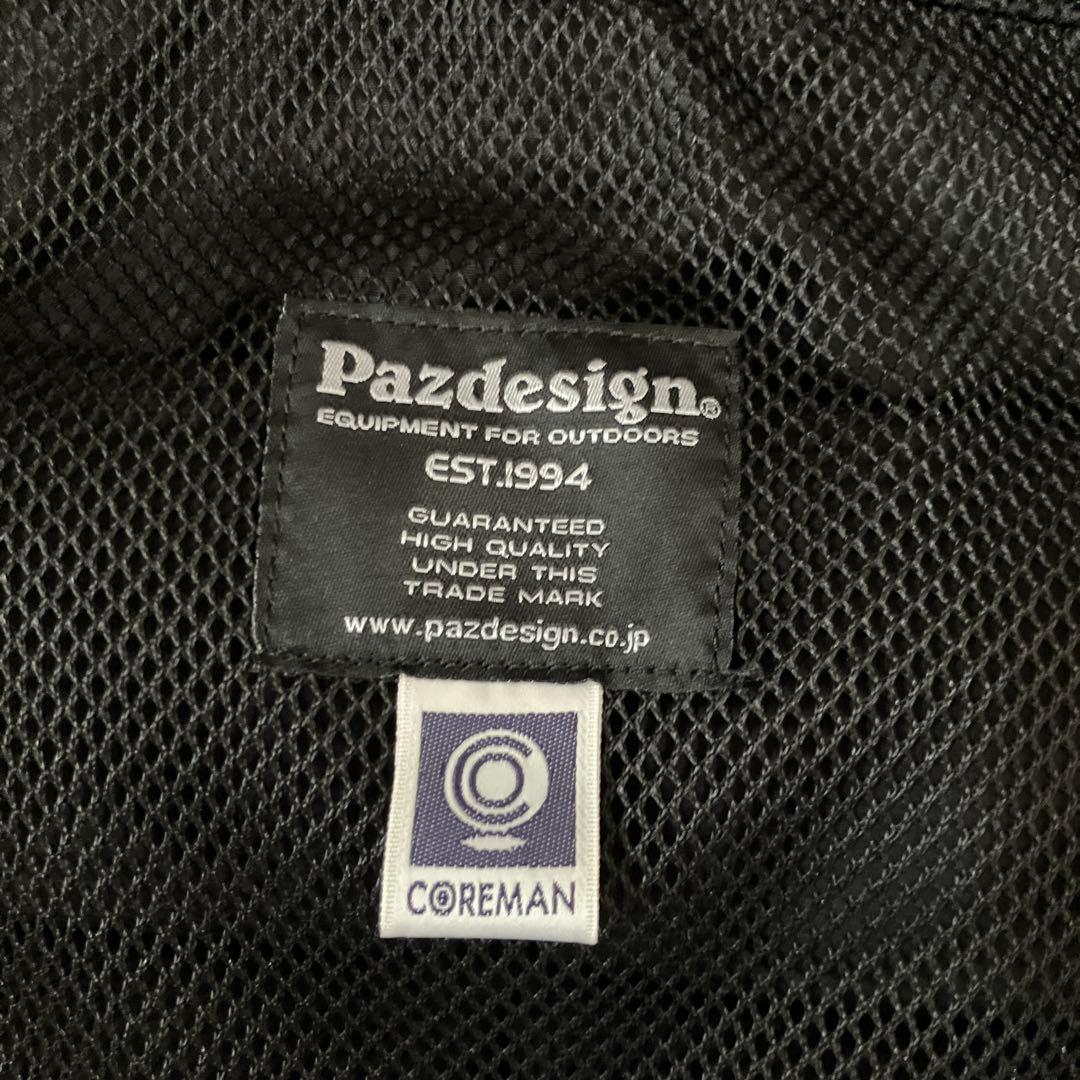 Pazdesign®
EQUIPMENT FOR OUTDOORS
EST.1994
GUARANTEED
HIGH QUALITY
UNDER THIS
TRADE MARK
www.pazdesign.co.jp
COREMAN